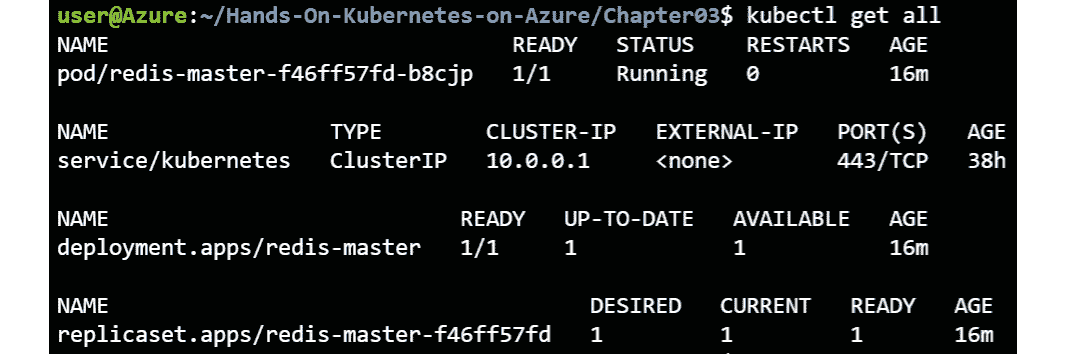 user@Azure:~/Hands-On-Kubernetes-on-Azure/Chapter03$ kubectl get all
NAME READY STATUS RESTARTS AGE
pod/redis-master-f46ff57fd-b8cjp 1/1 Running 0 16m
NAME TYPE CLUSTER-IP EXTERNAL-IP PORT(S) AGE
service/kubernetes ClusterIP 10.0.0.1 <none> 443/TCP 38h
NAME READY UP-TO-DATE AVAILABLE AGE
deployment.apps/redis-master 1/1 1 1 16m
NAME DESIRED CURRENT READY AGE
replicaset.apps/redis-master-f46ff57fd 1 1 1 16m